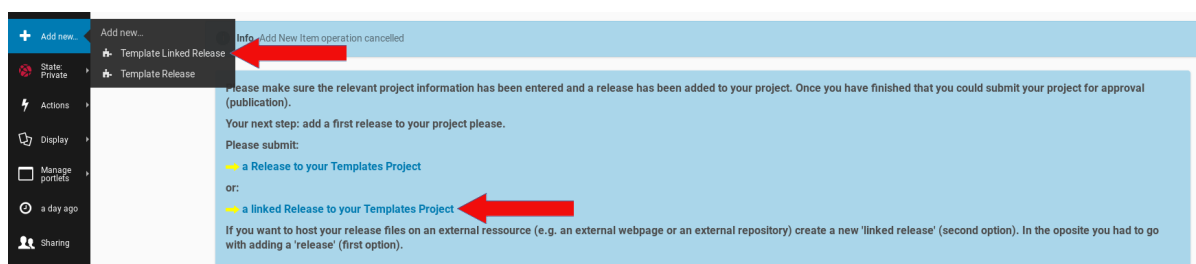 Add new...
State:
Private
Actions
Display
Manage
portlets
a day ago
Sharing
Add new...
Template Linked Release
Template Release
Info Add New Item operation cancelled
Please make sure the relevant project information has been entered and a release has been added to your project. Once you have finished that you could submit your project for approval
(publication).
Your next step: add a first release to your project please.
Please submit:
a Release to your Templates Project
or:
a linked Release to your Templates Project
If you want to host your release files on an external ressource (e.g. an external webpage or an external repository) create a new 'linked release' (second option). In the oposite you had to go
with adding a 'release' (first option).